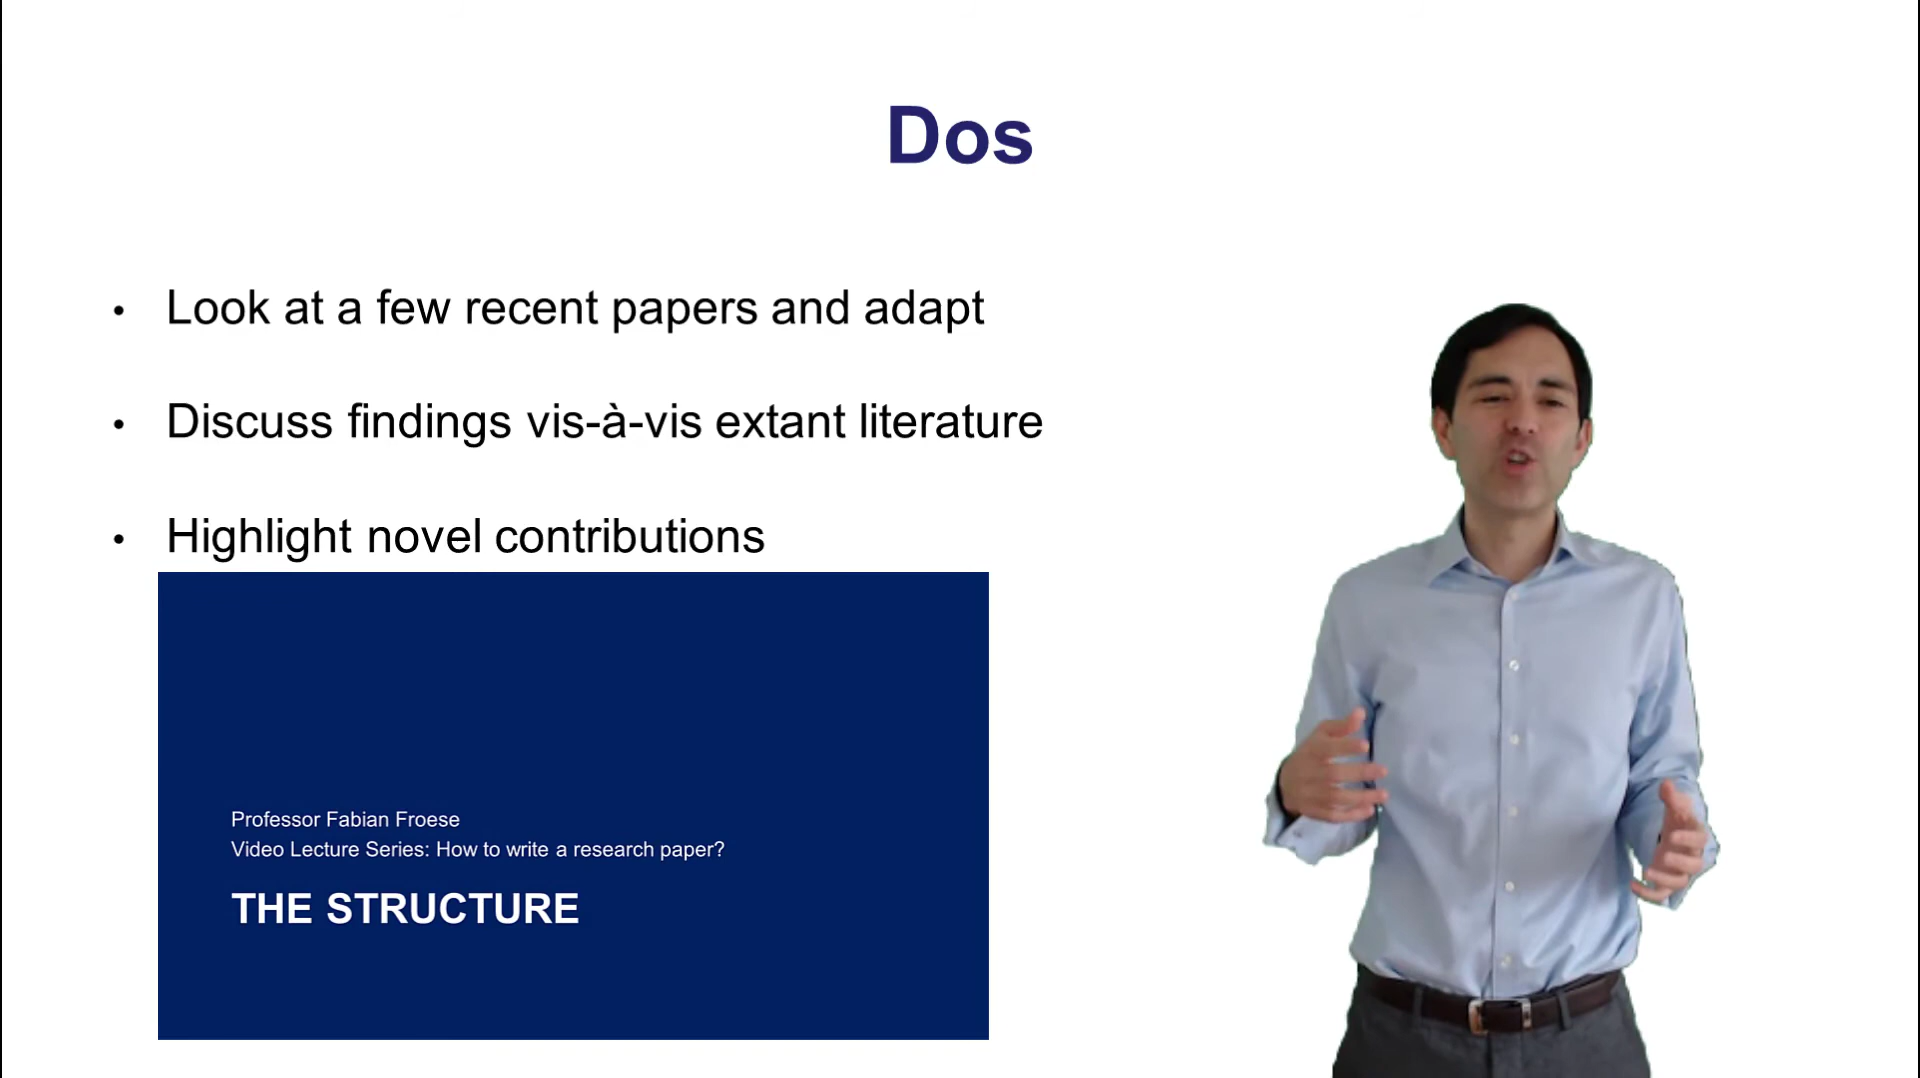 Dos
• Look at a few recent papers and adapt
• Discuss findings vis-à-vis extant literature
• Highlight novel contributions
Professor Fabian Froese
Video Lecture Series: How to write a research paper?
THE STRUCTURE